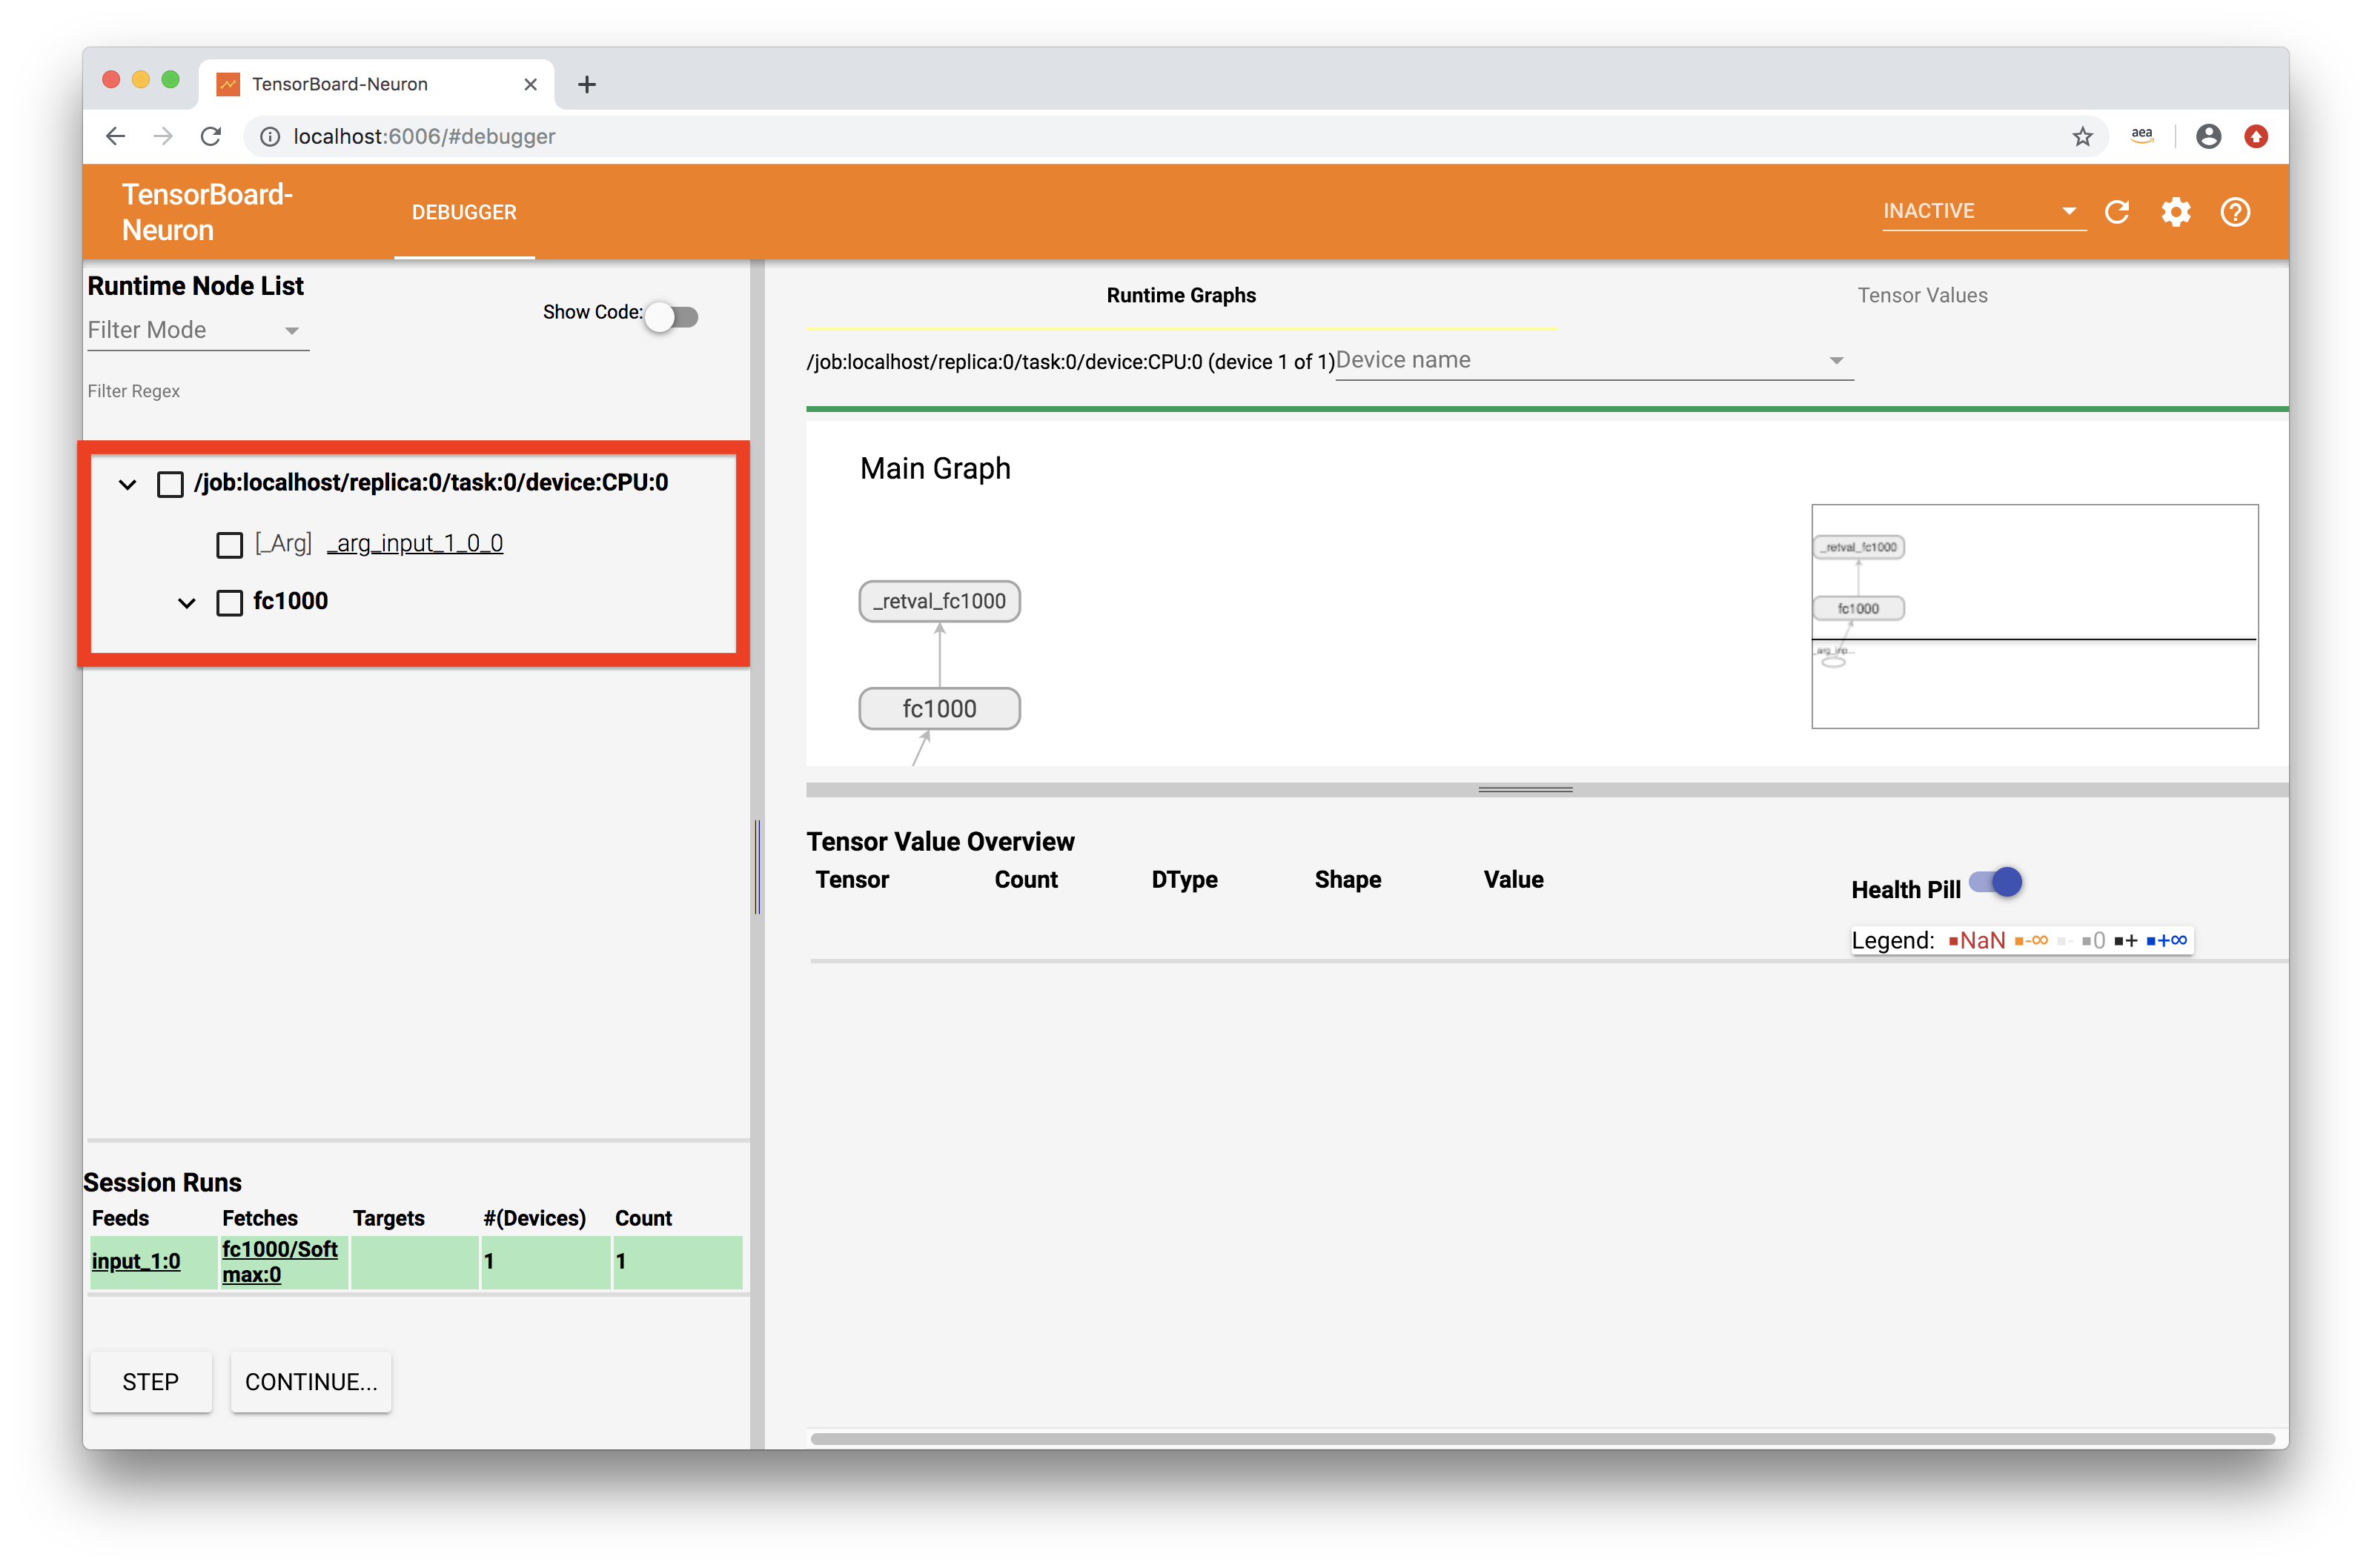 TensorBoard-Neuron
localhost:6006/#debugger
aea
TensorBoard-
Neuron
DEBUGGER
INACTIVE
Runtime Node List
Show Code:
Filter Mode
Filter Regex
/job:localhost/replica:0/task:0/device:CPU:0
[_Arg] _arg_input_1_0_0
fc1000
Session Runs
Feeds Fetches Targets #(Devices) Count
input_1:0 fc1000/Soft 1 1
max:0
STEP CONTINUE...
Runtime Graphs Tensor Values
/job:localhost/replica:0/task:0/device:CPU:0 (device 1 of 1) Device name
Main Graph
_retval_fc1000
fc1000
_retval_fc1000
fc1000
_arg_inp...
Tensor Value Overview
Tensor Count DType Shape Value
Health Pill
Legend: NaN -∞ - 0 + +∞